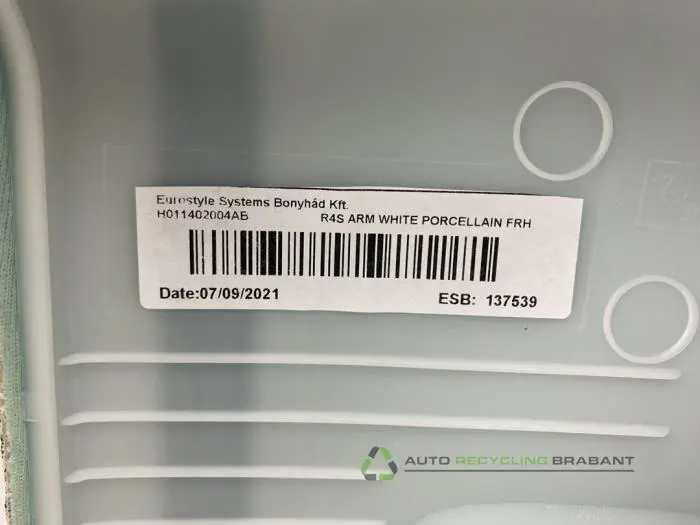 Eurostyle Systems Bonyhád Kft.
H011402004AB R4S ARM WHITE PORCELLAIN FRH
Date:07/09/2021 ESB: 137539
AUTO RECYCLING BRABANT